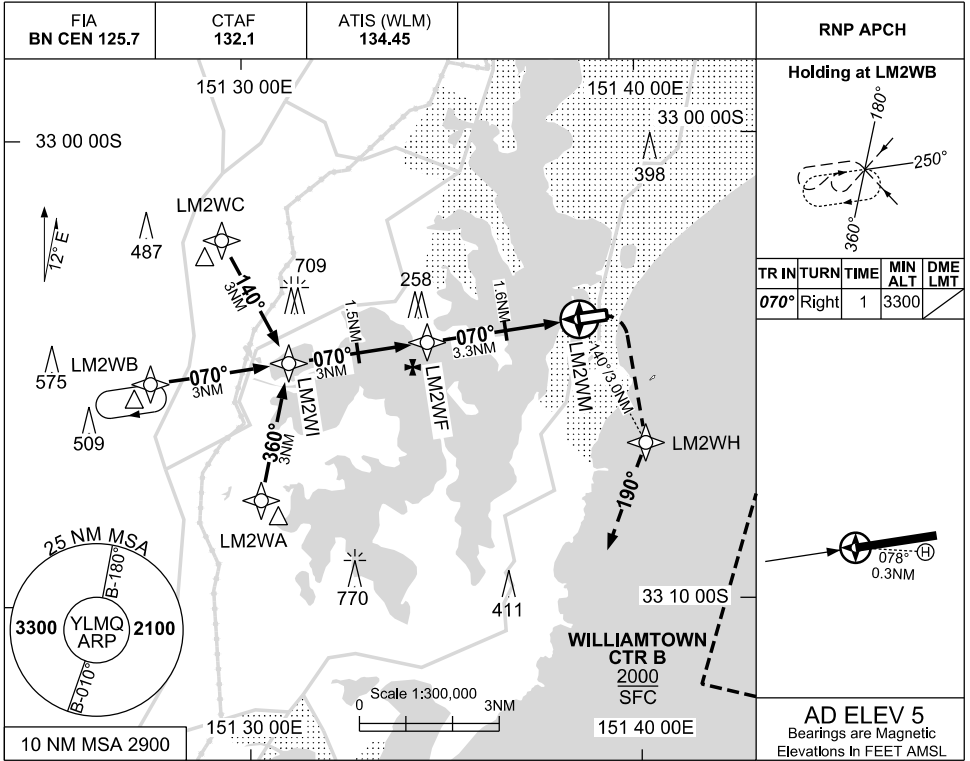 FIA
BN CEN 125.7
CTAF
132.1
ATIS (WLM)
134.45
RNP APCH
151 30 00E
151 40 00E
33 00 00S
33 00 00S
398
LM2WC
12° E
487
709
258
140°
3NM
1.5NM
1.6NM
LM2WB
575
070°
3NM
070°
3NM
070°
3.3NM
LM2WI
LM2WF
LM2WM
140°/3.0NM
509
360°
3NM
LM2WH
190°
LM2WA
25 NM MSA
B-180°
3300
YLMQ
ARP
2100
B-010°
770
411
33 10 00S
WILLIAMTOWN
CTR B
2000
SFC
Scale 1:300,000
0
3NM
151 30 00E
151 40 00E
10 NM MSA 2900
Holding at LM2WB
180°
250°
360°
TR IN TURN TIME MIN ALT DME LMT
070° Right 1 3300
078°
0.3NM
H
AD ELEV 5
Bearings are Magnetic
Elevations in FEET AMSL